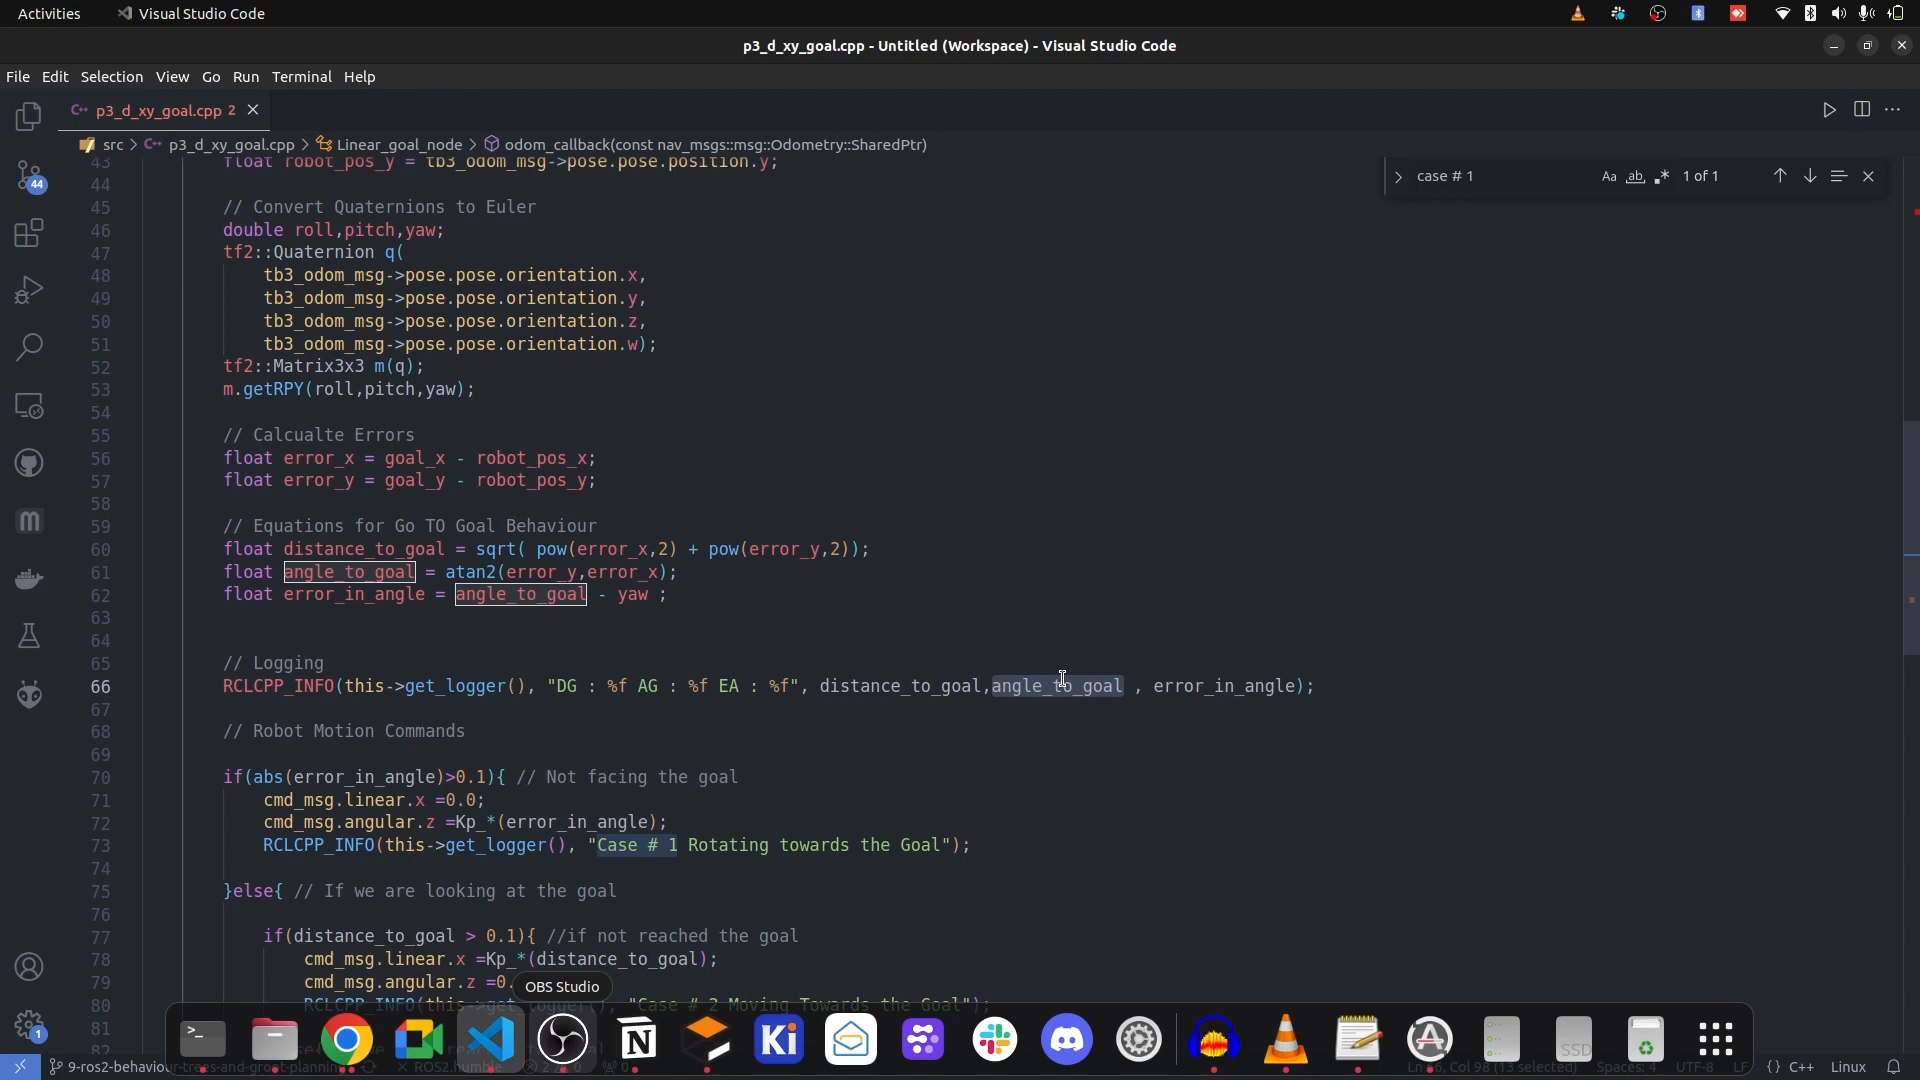 Activities Visual Studio Code
p3_d_xy_goal.cpp - Untitled (Workspace) - Visual Studio Code
File Edit Selection View Go Run Terminal Help
C++ p3_d_xy_goal.cpp 2
src > C++ p3_d_xy_goal.cpp > Linear_goal_node > odom_callback(const nav_msgs::msg::Odometry::SharedPtr)
case # 1 Aa ab 1 of 1
44
43 float robot_pos_y = tb3_odom_msg->pose.pose.position.y;
44
45 // Convert Quaternions to Euler
46 double roll,pitch,yaw;
47 tf2::Quaternion q(
48 tb3_odom_msg->pose.pose.orientation.x,
49 tb3_odom_msg->pose.pose.orientation.y,
50 tb3_odom_msg->pose.pose.orientation.z,
51 tb3_odom_msg->pose.pose.orientation.w);
52 tf2::Matrix3x3 m(q);
53 m.getRPY(roll,pitch,yaw);
54
55 // Calcualte Errors
56 float error_x = goal_x - robot_pos_x;
57 float error_y = goal_y - robot_pos_y;
58
59 // Equations for Go TO Goal Behaviour
60 float distance_to_goal = sqrt( pow(error_x,2) + pow(error_y,2));
61 float angle_to_goal = atan2(error_y,error_x);
62 float error_in_angle = angle_to_goal - yaw ;
63
64
65 // Logging
66 RCLCPP_INFO(this->get_logger(), "DG : %f AG : %f EA : %f", distance_to_goal,angle_to_goal , error_in_angle);
67
68 // Robot Motion Commands
69
70 if(abs(error_in_angle)>0.1){ // Not facing the goal
71 cmd_msg.linear.x =0.0;
72 cmd_msg.angular.z =Kp_*(error_in_angle);
73 RCLCPP_INFO(this->get_logger(), "Case # 1 Rotating towards the Goal");
74
75 }else{ // If we are looking at the goal
76
77 if(distance_to_goal > 0.1){ //if not reached the goal
78 cmd_msg.linear.x =Kp_*(distance_to_goal);
79 cmd_msg.angular.z =0.
80 RCLCPP_INFO(this->get_logger(), "Case # 2 Moving Towards the Goal");
81
82
OBS Studio
1
Ki
SSD
9-ros2-behaviour-trees-and-groot-planning ROS2.humble Ln 66, Col 98 (13 selected) Spaces: 4 UTF-8 LF {} C++ Linux